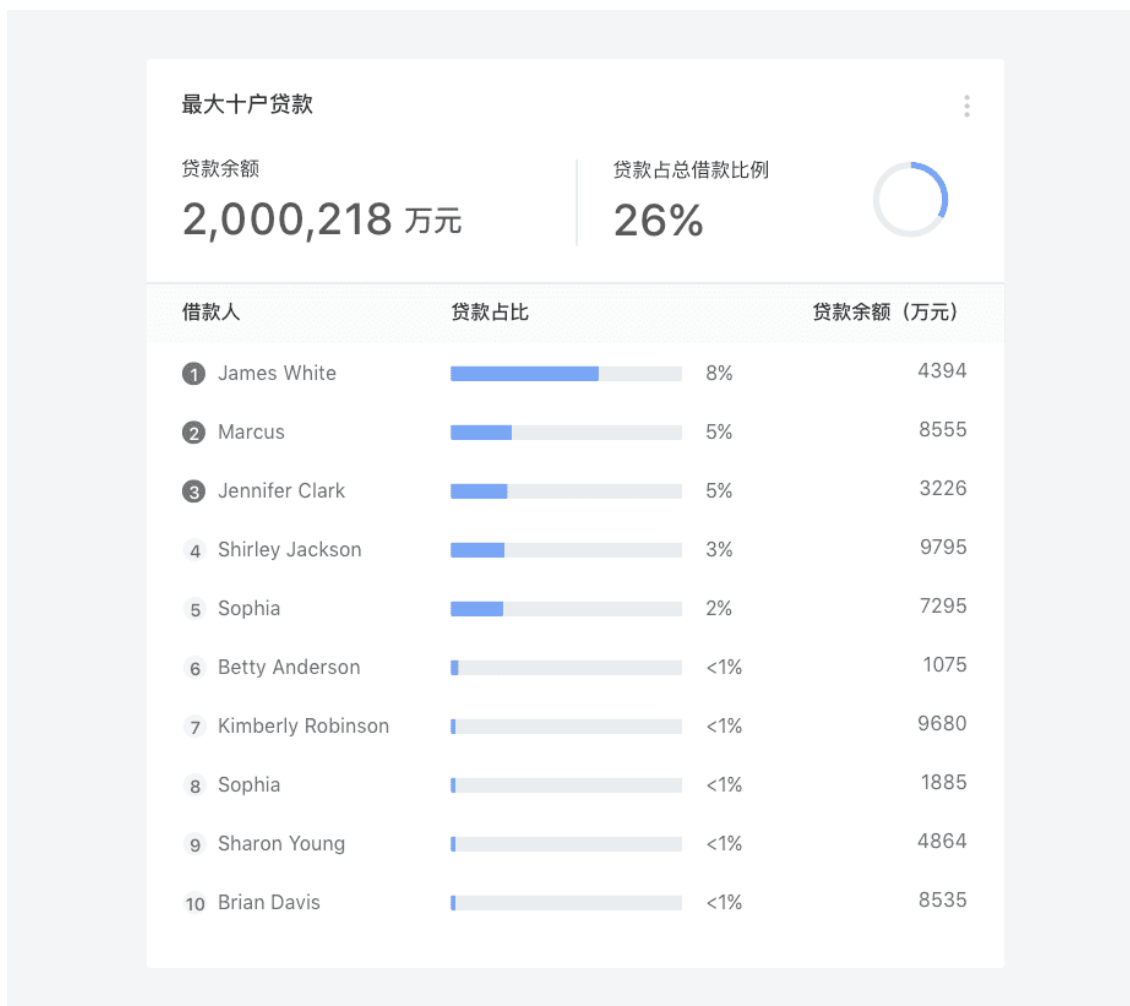 最大十户贷款
贷款余额
2,000,218 万元
贷款占总借款比例
26%
借款人 贷款占比 贷款余额（万元）
1 James White 8% 4394
2 Marcus 5% 8555
3 Jennifer Clark 5% 3226
4 Shirley Jackson 3% 9795
5 Sophia 2% 7295
6 Betty Anderson <1% 1075
7 Kimberly Robinson <1% 9680
8 Sophia <1% 1885
9 Sharon Young <1% 4864
10 Brian Davis <1% 8535